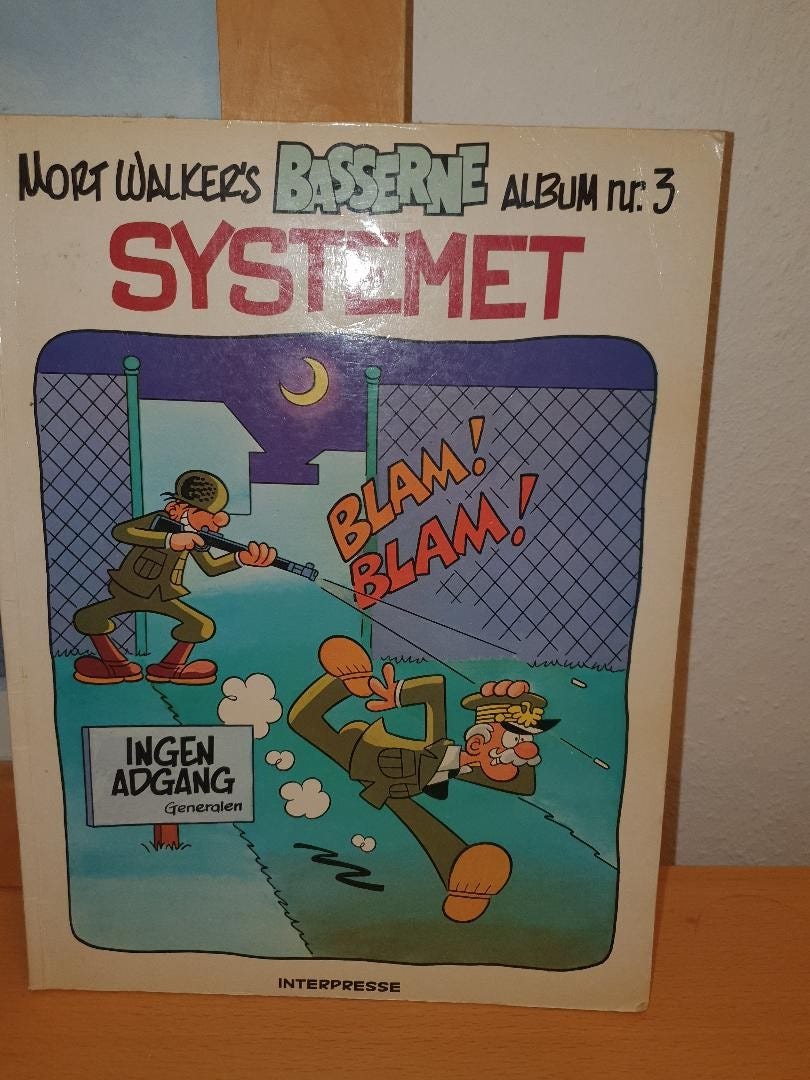 MORT WALKER'S BASSERNE ALBUM nr. 3
SYSTEMET
BLAM!
BLAM!
INGEN
ADGANG
Generalen
INTERPRESSE